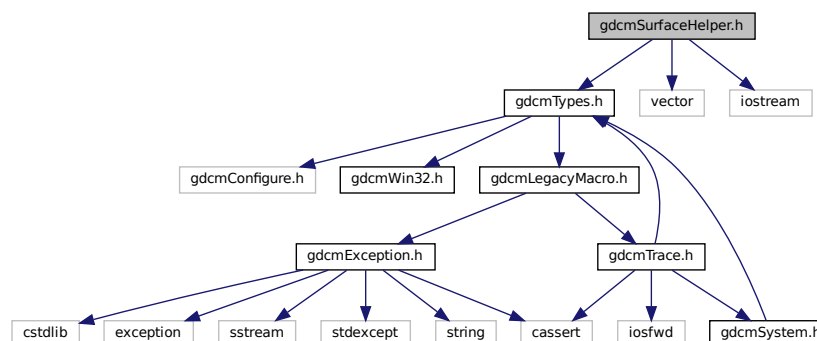 gdcmSurfaceHelper.h
gdcmTypes.h vector iostream
gdcmConfigure.h gdcmWin32.h gdcmLegacyMacro.h
gdcmException.h gdcmTrace.h
cstdlib exception sstream stdexcept string cassert iosfwd gdcmSystem.h